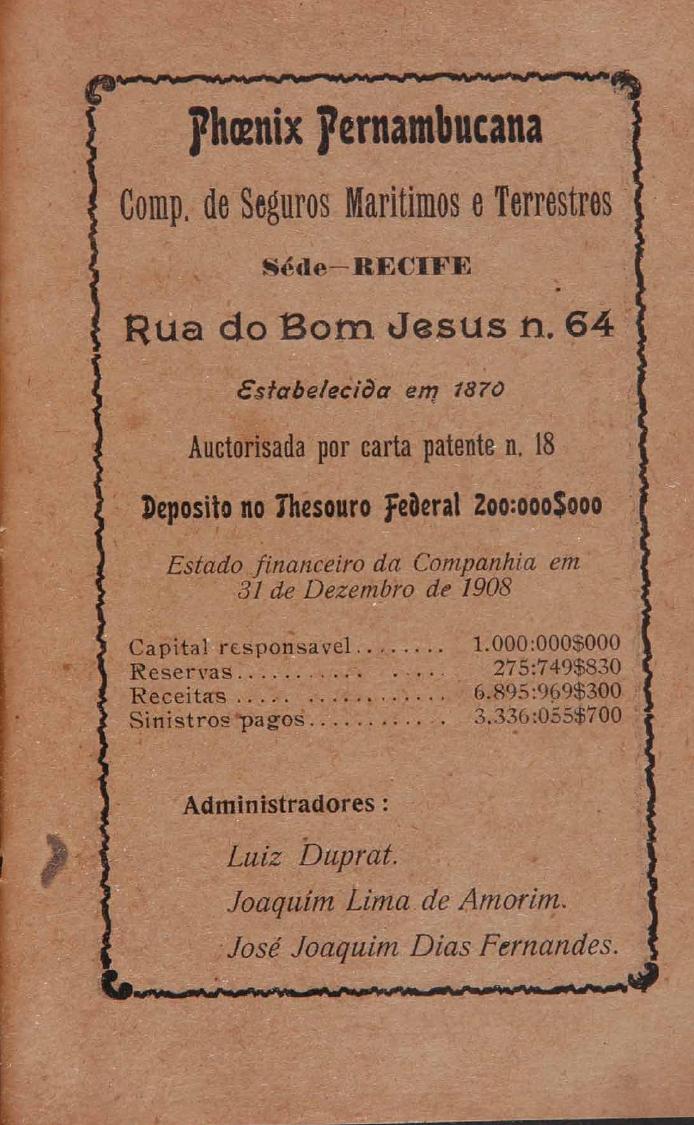 Phœnix Pernambucana
Comp. de Seguros Maritimos e Terrestres
Séde—RECIFE
Rua do Bom Jesus n. 64
Estabelecida em 1870
Auctorisada por carta patente n. 18
Deposito no Thesouro Federal 200:000$000
Estado financeiro da Companhia em
31 de Dezembro de 1908
Capital responsavel........ 1.000:000$000
Reservas........... ..... 275:749$830
Receitas ..... ............ 6.895:969$300
Sinistros pagos............ 3.336:055$700
Administradores:
Luiz Duprat.
Joaquim Lima de Amorim.
José Joaquim Dias Fernandes.